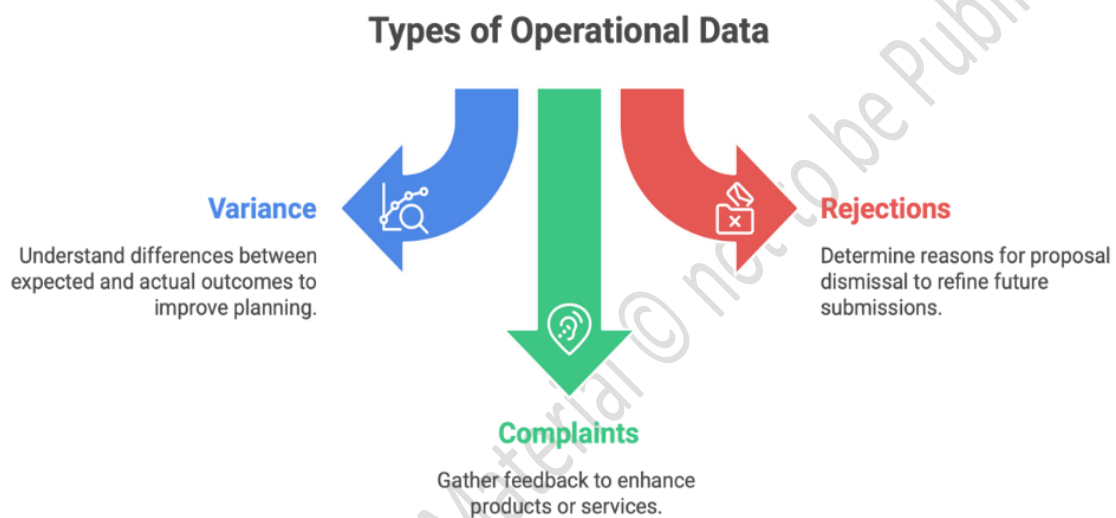 Types of Operational Data
Variance
Understand differences between
expected and actual outcomes to
improve planning.
Rejections
Determine reasons for proposal
dismissal to refine future
submissions.
Complaints
Gather feedback to enhance
products or services.
Material © not to be